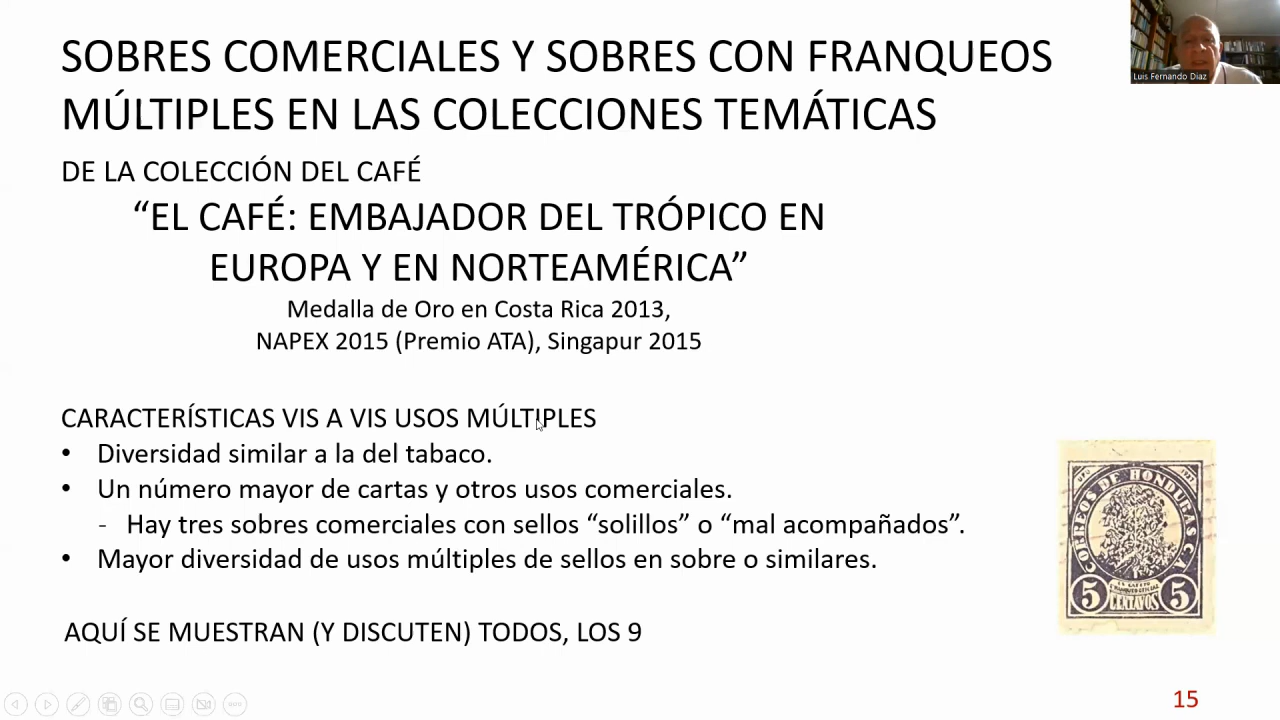 SOBRES COMERCIALES Y SOBRES CON FRANQUEOS
MÚLTIPLES EN LAS COLECCIONES TEMÁTICAS
Luis Fernando Diaz
DE LA COLECCIÓN DEL CAFÉ
“EL CAFÉ: EMBAJADOR DEL TRÓPICO EN
EUROPA Y EN NORTEAMÉRICA”
Medalla de Oro en Costa Rica 2013,
NAPEX 2015 (Premio ATA), Singapur 2015
CARACTERÍSTICAS VIS A VIS USOS MÚLTIPLES
• Diversidad similar a la del tabaco.
• Un número mayor de cartas y otros usos comerciales.
- Hay tres sobres comerciales con sellos “solillos” o “mal acompañados”.
• Mayor diversidad de usos múltiples de sellos en sobre o similares.
AQUÍ SE MUESTRAN (Y DISCUTEN) TODOS, LOS 9
CORREOS DE HONDURAS C.A.
5 CENTAVOS 5
15